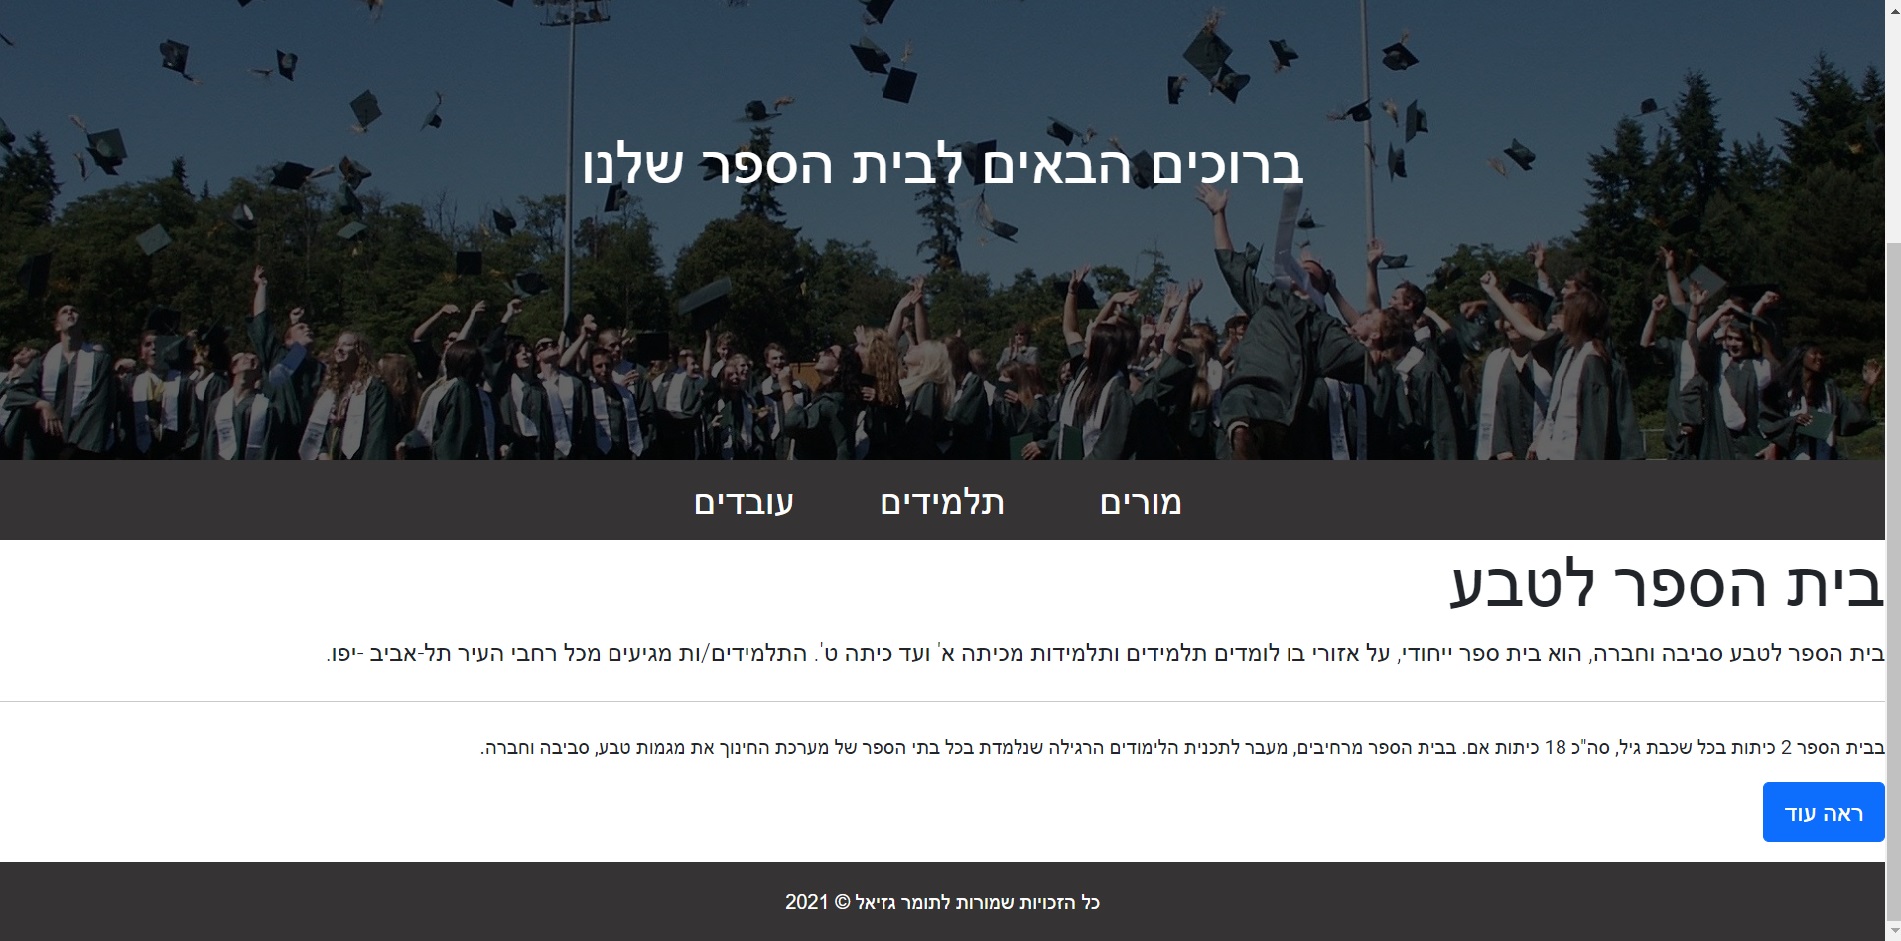 ברוכים הבאים לבית הספר שלנו
מורים
תלמידים
עובדים
בית הספר לטבע
בית הספר לטבע סביבה וחברה, הוא בית ספר ייחודי, על אזורי בו לומדים תלמידים ותלמידות מכיתה א' ועד כיתה ט'. התלמידים/ות מגיעים מכל רחבי העיר תל-אביב -יפו.
בבית הספר 2 כיתות בכל שכבת גיל, סה"כ 18 כיתות אם. בבית הספר מרחיבים, מעבר לתכנית הלימודים הרגילה שנלמדת בכל בתי הספר של מערכת החינוך את מגמות טבע, סביבה וחברה.
ראה עוד
כל הזכויות שמורות לתומר גזיאל © 2021